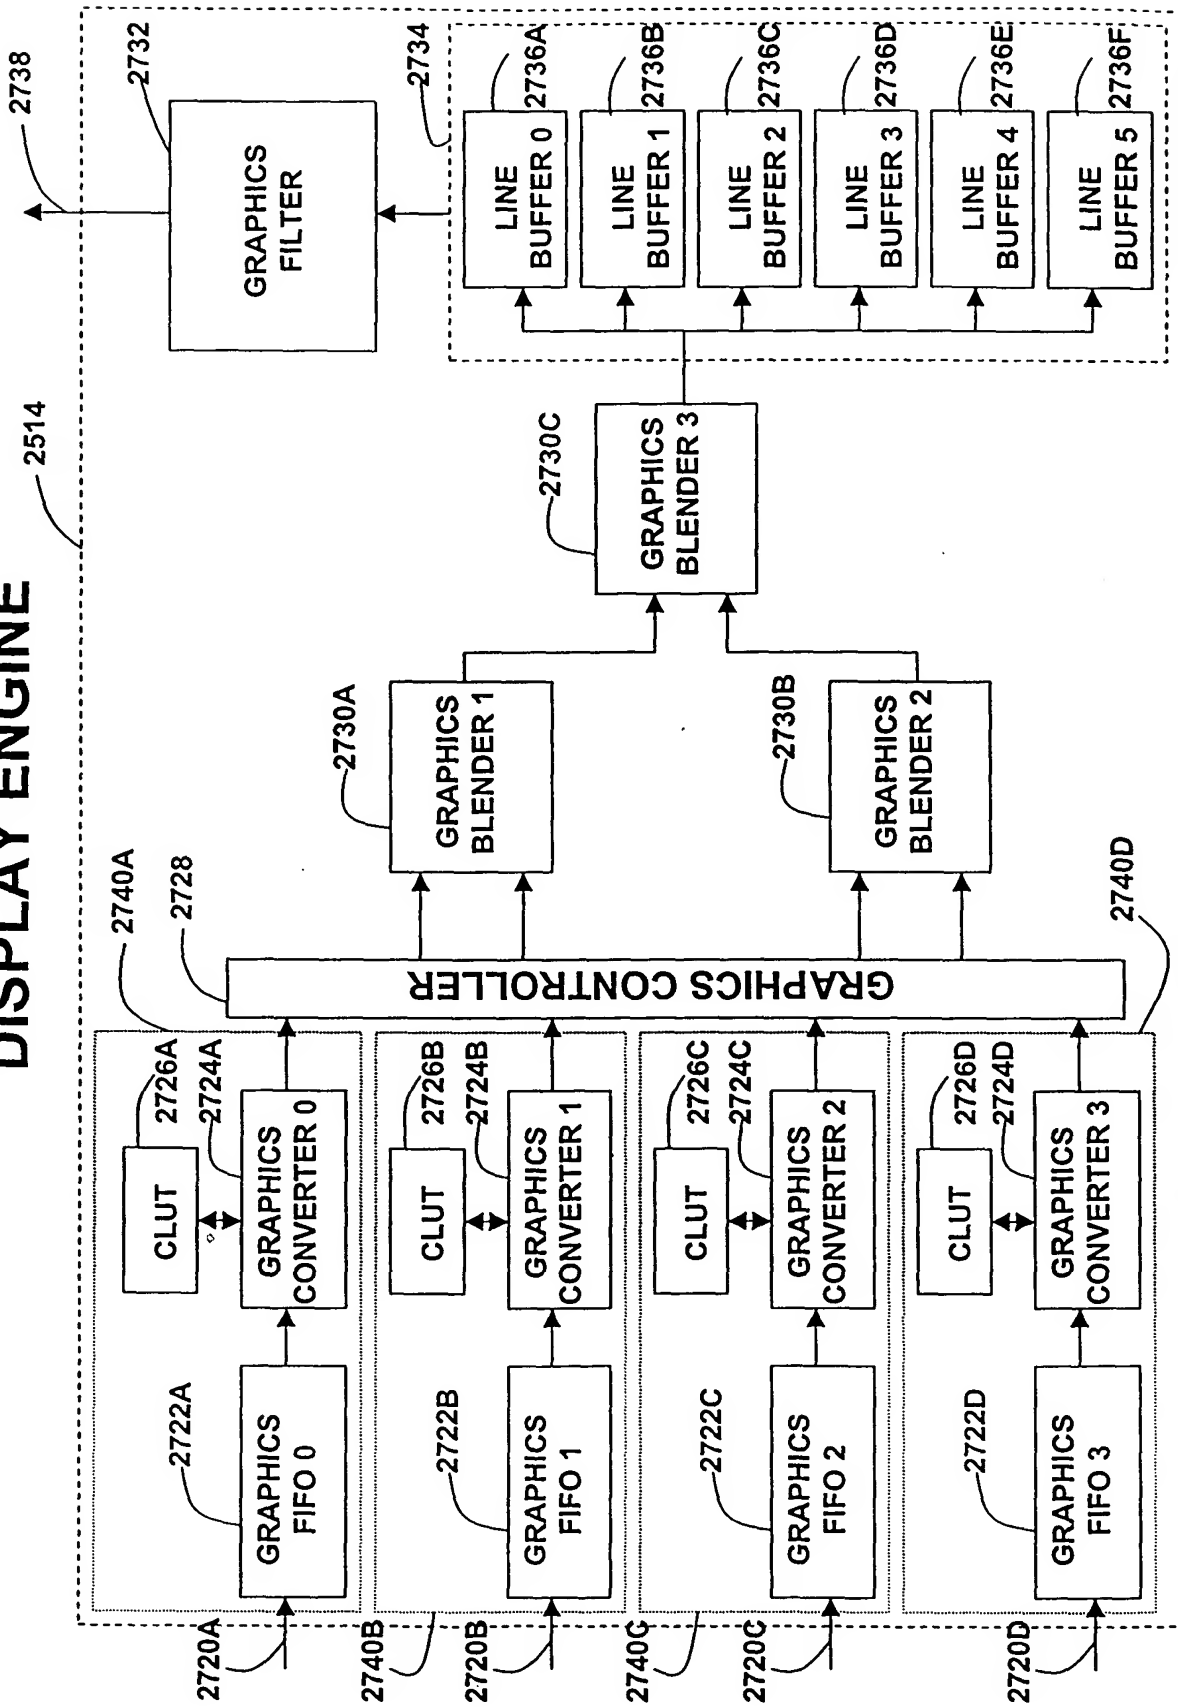 DISPLAY ENGINE
2514
2738
2732
GRAPHICS
FILTER
2734
LINE
BUFFER 0
2736A
LINE
BUFFER 1
2736B
LINE
BUFFER 2
2736C
LINE
BUFFER 3
2736D
LINE
BUFFER 4
2736E
LINE
BUFFER 5
2736F
2730C
GRAPHICS
BLENDER 3
2730A
GRAPHICS
BLENDER 1
2730B
GRAPHICS
BLENDER 2
2740A
2728
GRAPHICS CONTROLLER
2740D
CLUT
2726A
2724A
GRAPHICS
CONVERTER 0
2722A
GRAPHICS
FIFO 0
2720A
2740B
CLUT
2726B
2724B
GRAPHICS
CONVERTER 1
2722B
GRAPHICS
FIFO 1
2720B
2740C
CLUT
2726C
2724C
GRAPHICS
CONVERTER 2
2722C
GRAPHICS
FIFO 2
2720C
CLUT
2726D
2724D
GRAPHICS
CONVERTER 3
2722D
GRAPHICS
FIFO 3
2720D